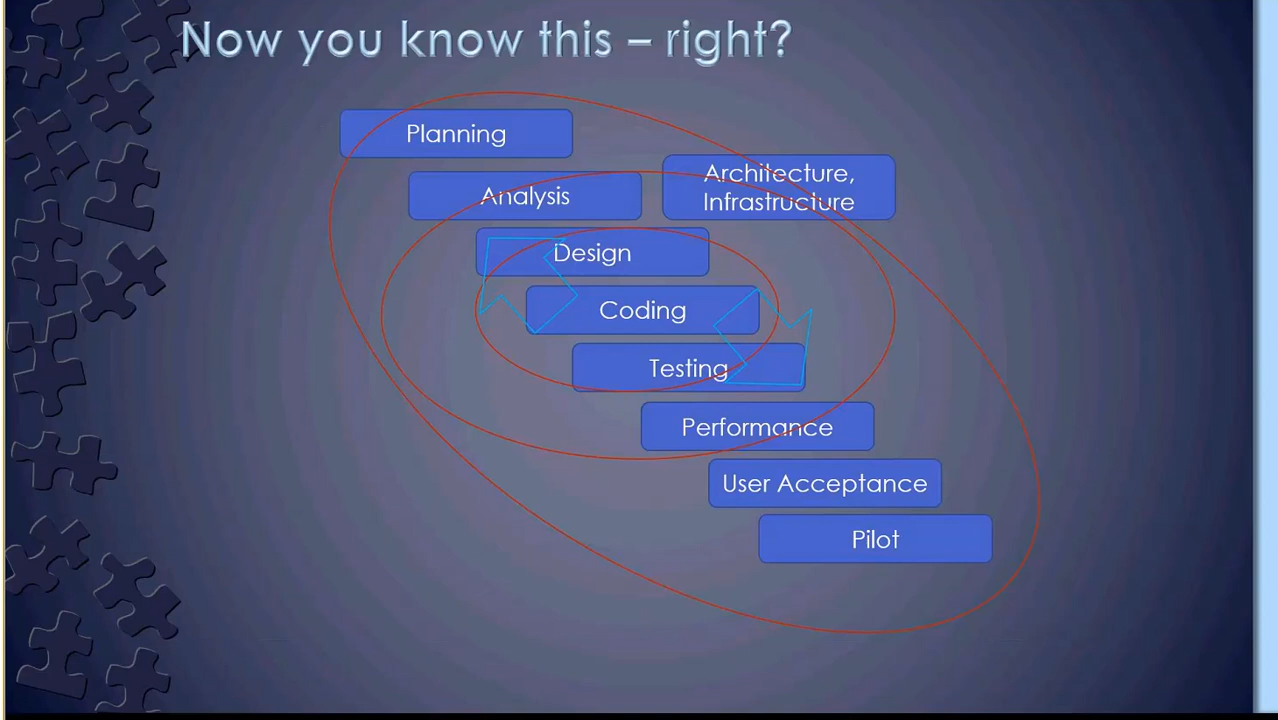 Now you know this – right?
Planning
Analysis
Architecture,
Infrastructure
Design
Coding
Testing
Performance
User Acceptance
Pilot